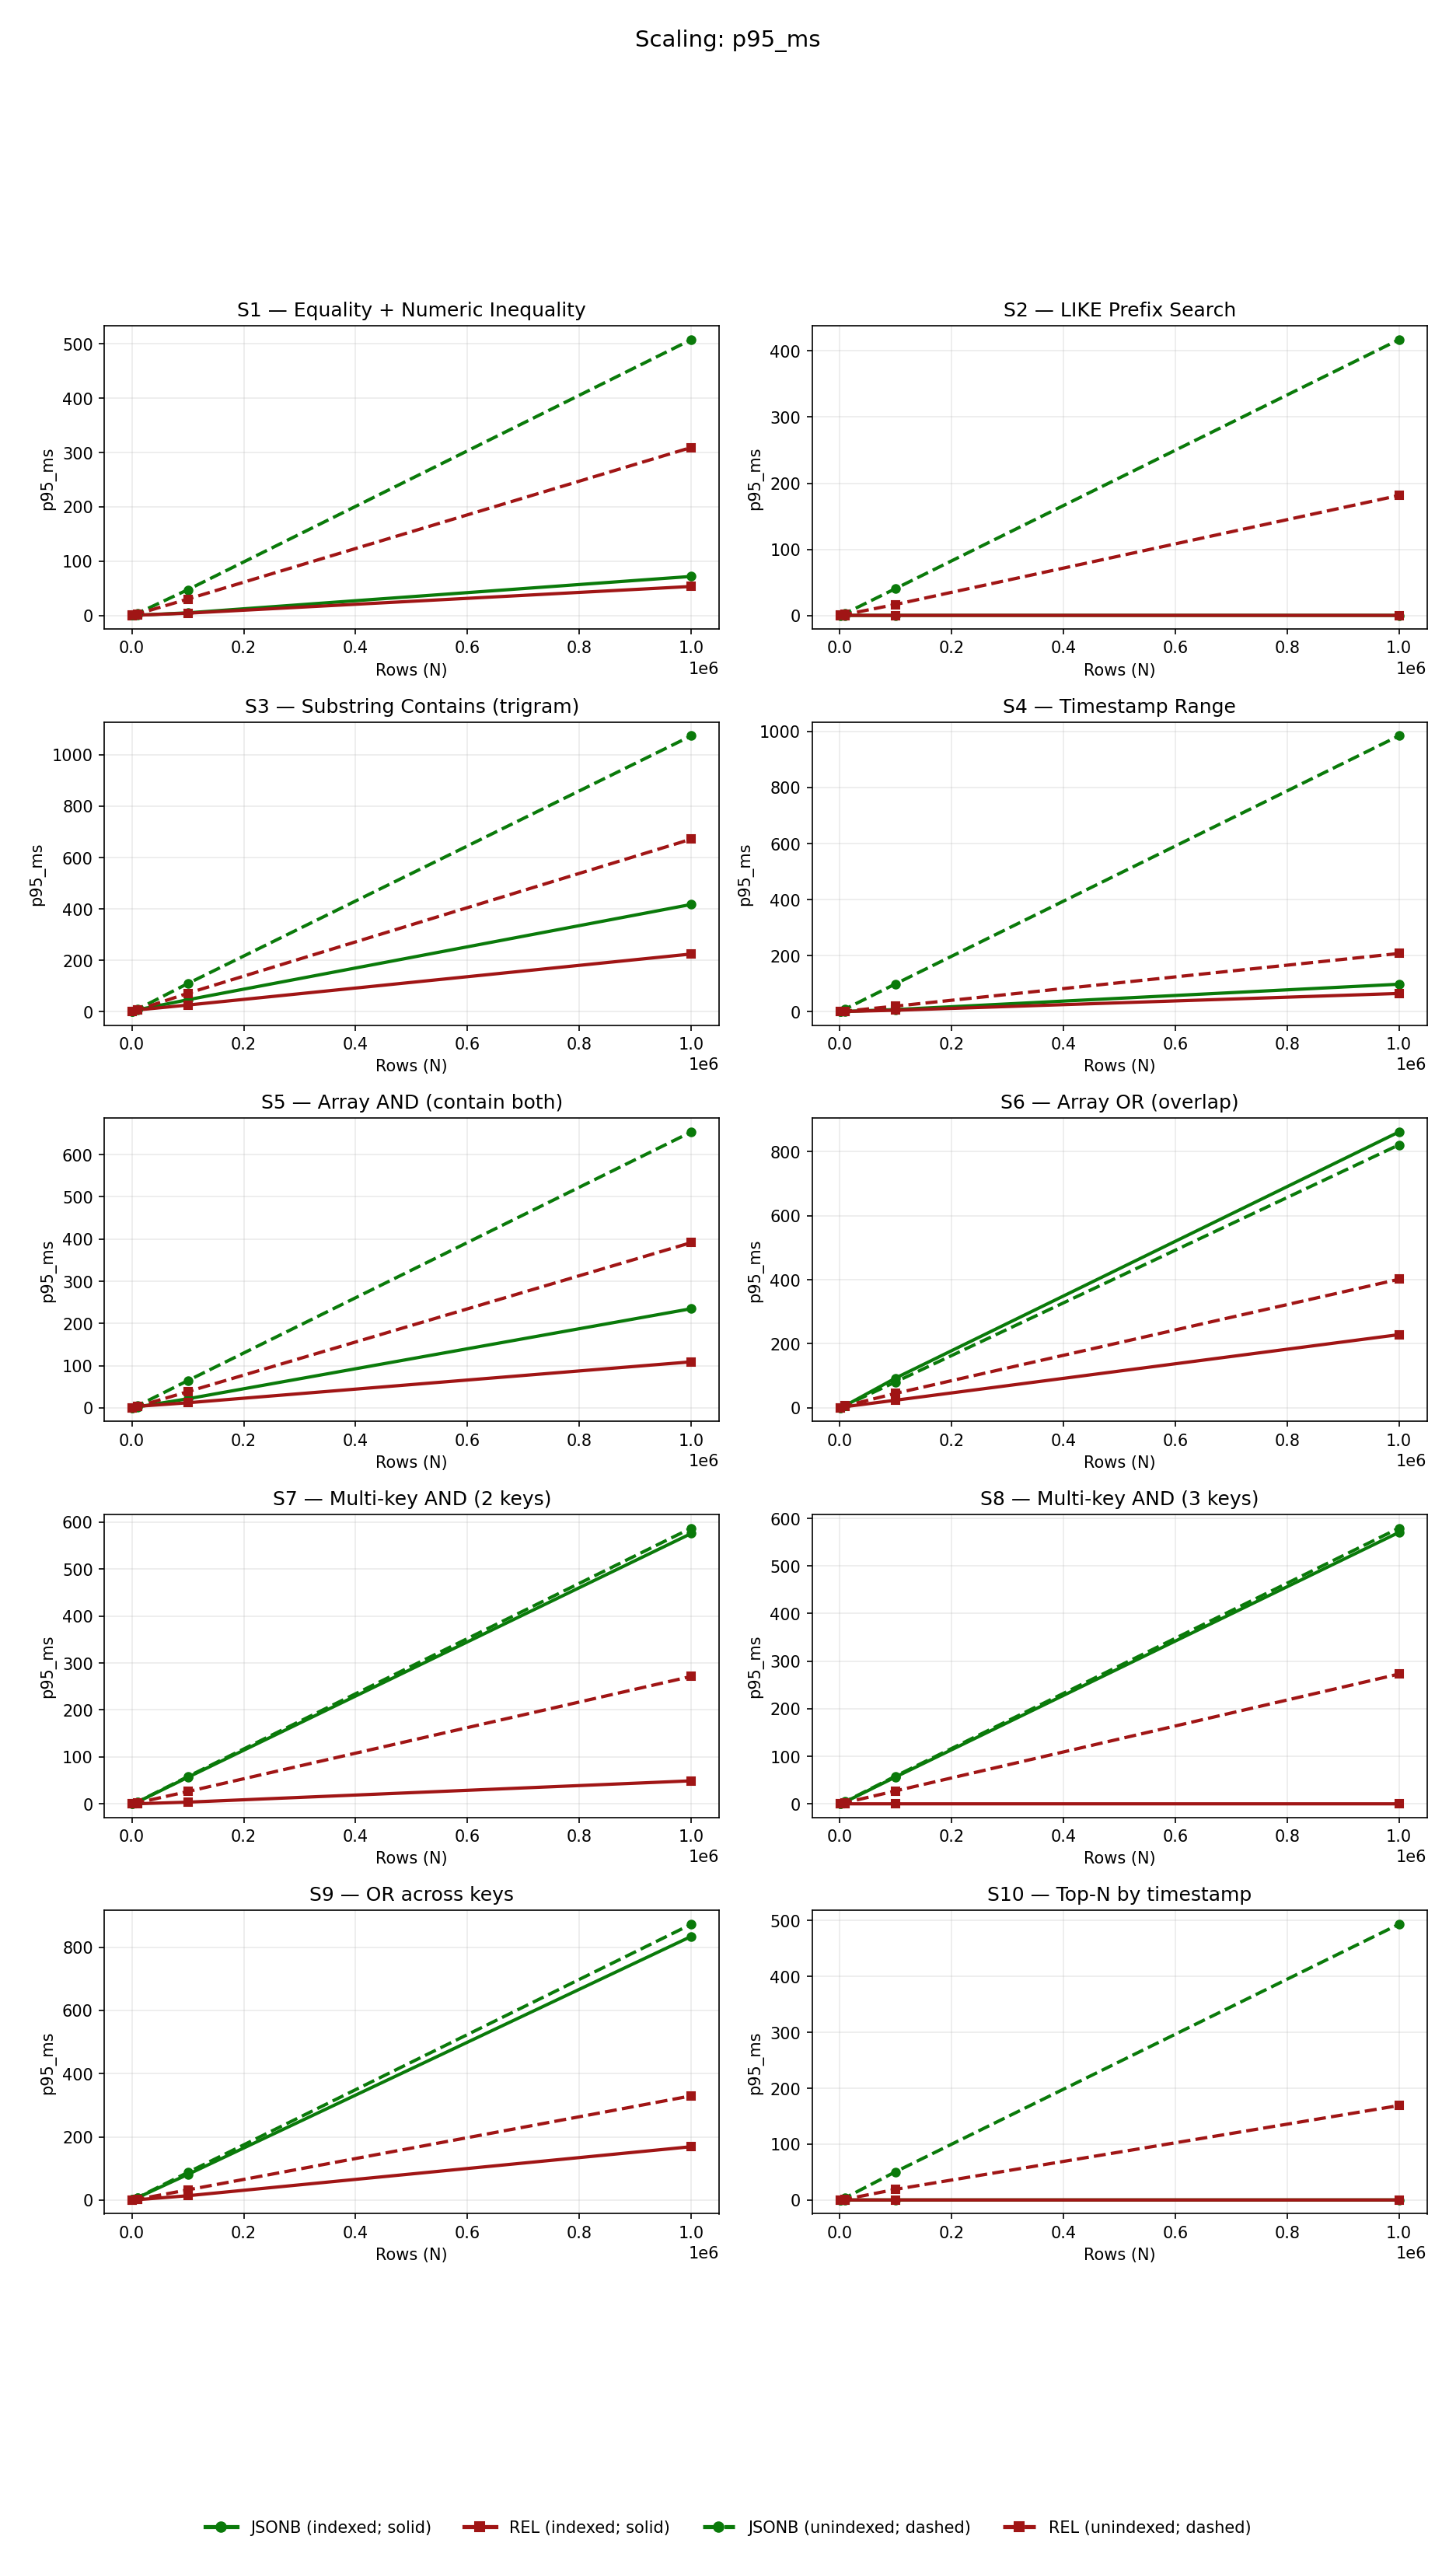 Scaling: p95_ms
S1 — Equality + Numeric Inequality
500
400
300
200
100
0
p95_ms
0.0 0.2 0.4 0.6 0.8 1.0
1e6
Rows (N)
S2 — LIKE Prefix Search
400
300
200
100
0
p95_ms
0.0 0.2 0.4 0.6 0.8 1.0
1e6
Rows (N)
S3 — Substring Contains (trigram)
1000
800
600
400
200
0
p95_ms
0.0 0.2 0.4 0.6 0.8 1.0
1e6
Rows (N)
S4 — Timestamp Range
1000
800
600
400
200
0
p95_ms
0.0 0.2 0.4 0.6 0.8 1.0
1e6
Rows (N)
S5 — Array AND (contain both)
600
500
400
300
200
100
0
p95_ms
0.0 0.2 0.4 0.6 0.8 1.0
1e6
Rows (N)
S6 — Array OR (overlap)
800
600
400
200
0
p95_ms
0.0 0.2 0.4 0.6 0.8 1.0
1e6
Rows (N)
S7 — Multi-key AND (2 keys)
600
500
400
300
200
100
0
p95_ms
0.0 0.2 0.4 0.6 0.8 1.0
1e6
Rows (N)
S8 — Multi-key AND (3 keys)
600
500
400
300
200
100
0
p95_ms
0.0 0.2 0.4 0.6 0.8 1.0
1e6
Rows (N)
S9 — OR across keys
800
600
400
200
0
p95_ms
0.0 0.2 0.4 0.6 0.8 1.0
1e6
Rows (N)
S10 — Top-N by timestamp
500
400
300
200
100
0
p95_ms
0.0 0.2 0.4 0.6 0.8 1.0
1e6
Rows (N)
JSONB (indexed; solid) REL (indexed; solid) JSONB (unindexed; dashed) REL (unindexed; dashed)